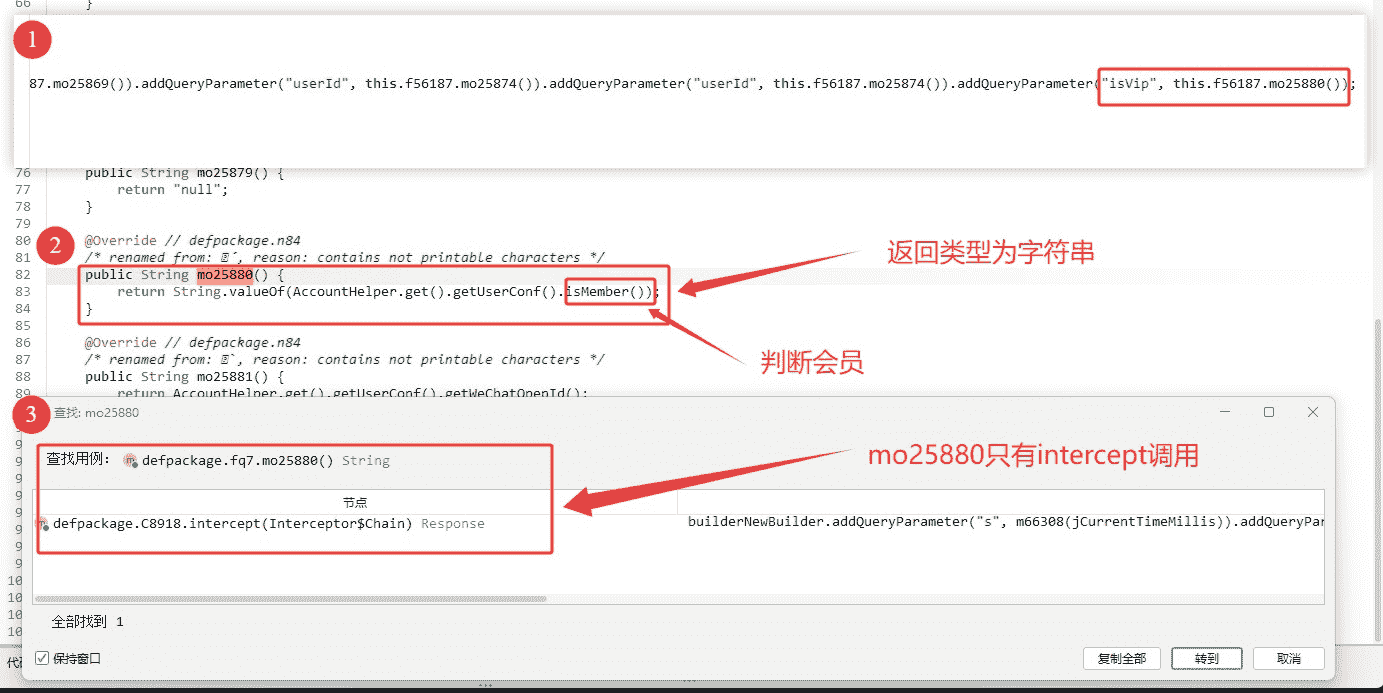 66 }
1
87.mo25869()).addQueryParameter("userId", this.f56187.mo25874()).addQueryParameter("userId", this.f56187.mo25874()).addQueryParameter("isVip", this.f56187.mo25880());
76 public String mo25879() {
77 return "null";
78 }
79
80 @Override // defpackage.n84
2
返回类型为字符串
81 /* renamed from: , reason: contains not printable characters */
82 public String mo25880() {
83 return String.valueOf(AccountHelper.get().getUserConf().isMember());
84 }
85
判断会员
86 @Override // defpackage.n84
87 /* renamed from: , reason: contains not printable characters */
88 public String mo25881() {
89 return AccountHelper.get().getUserConf().getWeChatOpenId();
3
查找: mo25880
查找用例: defpackage.fq7.mo25880() String
mo25880只有intercept调用
节点
defpackage.C8918.intercept(Interceptor$Chain) Response
builderNewBuilder.addQueryParameter("s", m66308(jCurrentTimeMillis)).addQueryPar
全部找到 1
保持窗口
复制全部
转到
取消